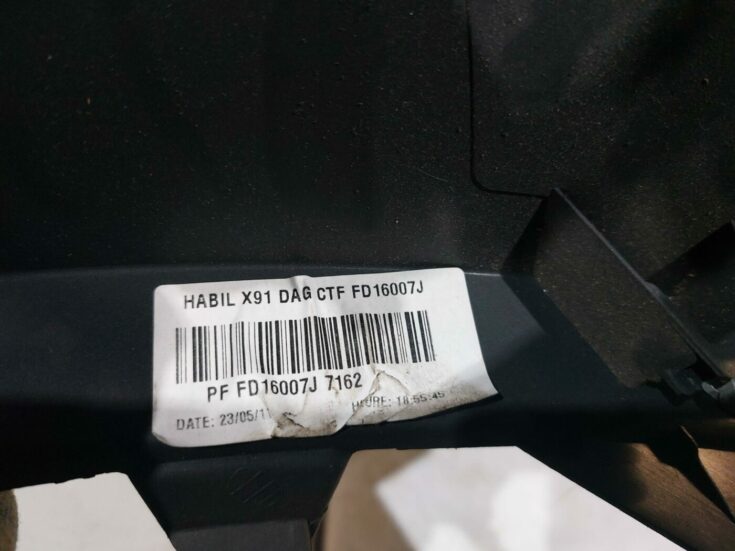 HABIL X91 DAG CTF FD16007J
PF FD16007J 7162
DATE: 23/05/1 HEURE: 18:55:45